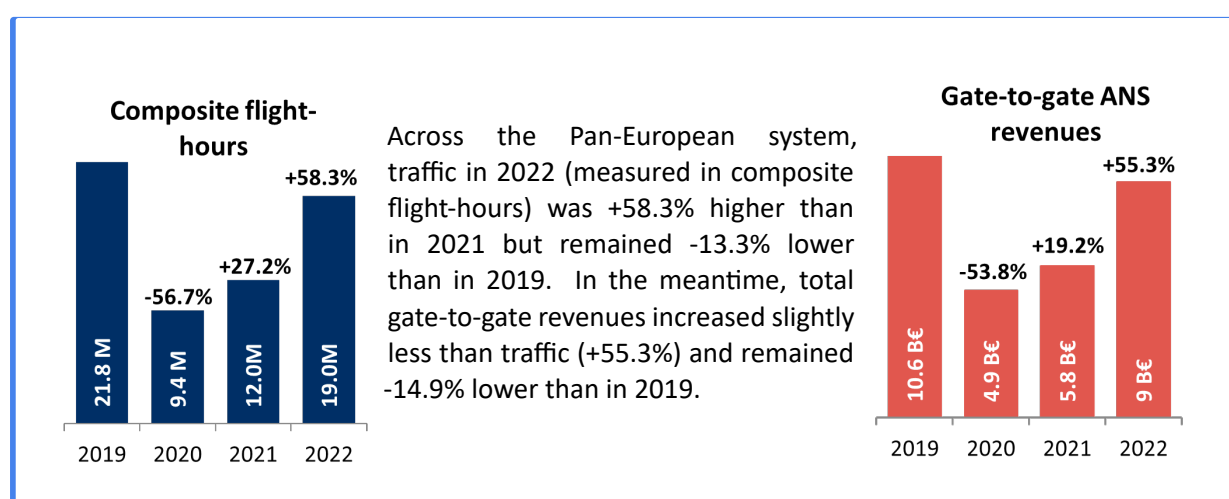 Composite flight-
hours
+58.3%
+27.2%
-56.7%
21.8 M
9.4 M
12.0M
19.0M
2019 2020 2021 2022
Across the Pan-European system,
traffic in 2022 (measured in composite
flight-hours) was +58.3% higher than
in 2021 but remained -13.3% lower
than in 2019. In the meantime, total
gate-to-gate revenues increased slightly
less than traffic (+55.3%) and remained
-14.9% lower than in 2019.
Gate-to-gate ANS
revenues
+55.3%
+19.2%
-53.8%
10.6 B€
4.9 B€
5.8 B€
9 B€
2019 2020 2021 2022